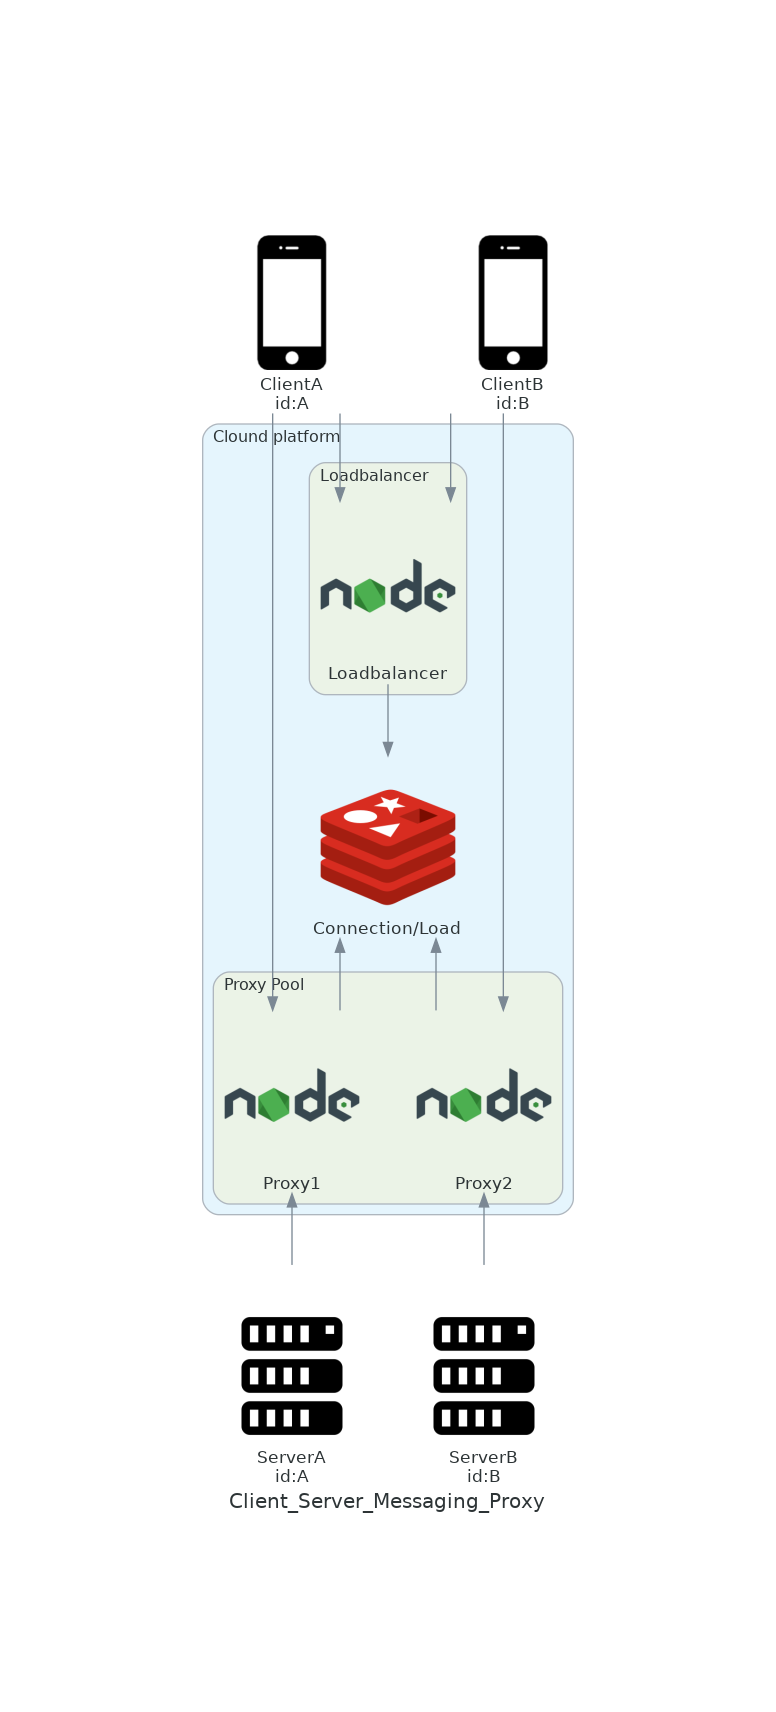 ClientA
id:A
ClientB
id:B
Clound platform
Loadbalancer
node
Loadbalancer
Connection/Load
Proxy Pool
node
node
Proxy1
Proxy2
ServerA
id:A
ServerB
id:B
Client_Server_Messaging_Proxy